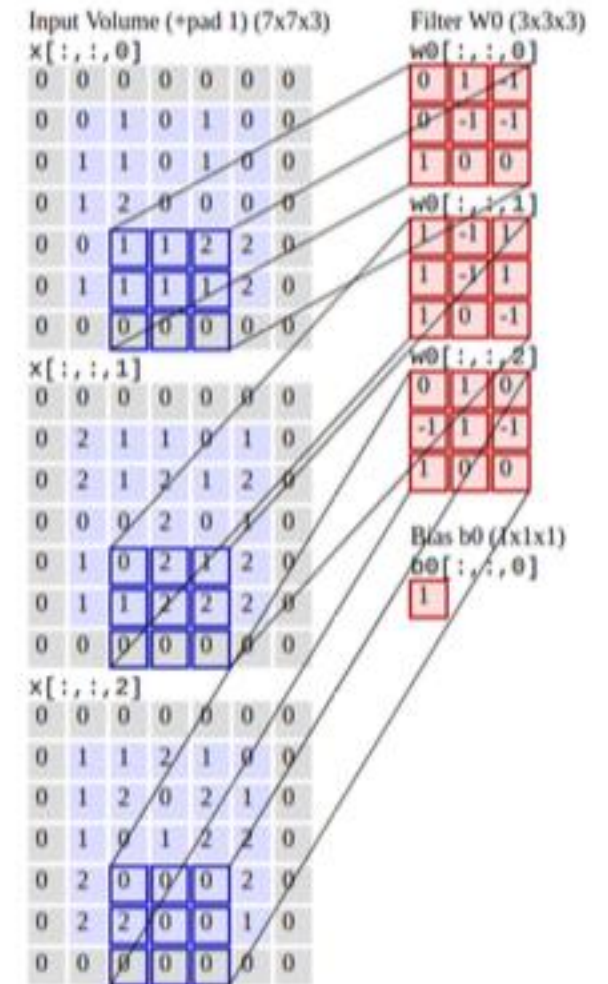 Input Volume (+pad 1) (7x7x3)
x[:,:,0]
0 0 0 0 0 0 0
0 0 1 0 1 0 0
0 1 1 0 1 0 0
0 1 2 0 0 0 0
0 0 1 1 2 2 0
0 1 1 1 1 2 0
0 0 0 0 0 0 0
x[:,:,1]
0 0 0 0 0 0 0
0 2 1 1 0 1 0
0 2 1 2 1 2 0
0 0 0 2 0 1 0
0 1 0 2 1 2 0
0 1 1 2 2 2 0
0 0 0 0 0 0 0
x[:,:,2]
0 0 0 0 0 0 0
0 1 1 2 1 0 0
0 1 2 0 2 1 0
0 1 0 1 2 2 0
0 2 0 0 0 2 0
0 2 2 0 0 1 0
0 0 0 0 0 0 0
Filter W0 (3x3x3)
w0[:,:,0]
0 1 -1
0 -1 -1
1 0 0
w0[:,:,1]
1 -1 1
1 -1 1
1 0 -1
w0[:,:,2]
0 1 0
-1 1 -1
1 0 0
Bias b0 (1x1x1)
b0[:,:,0]
1